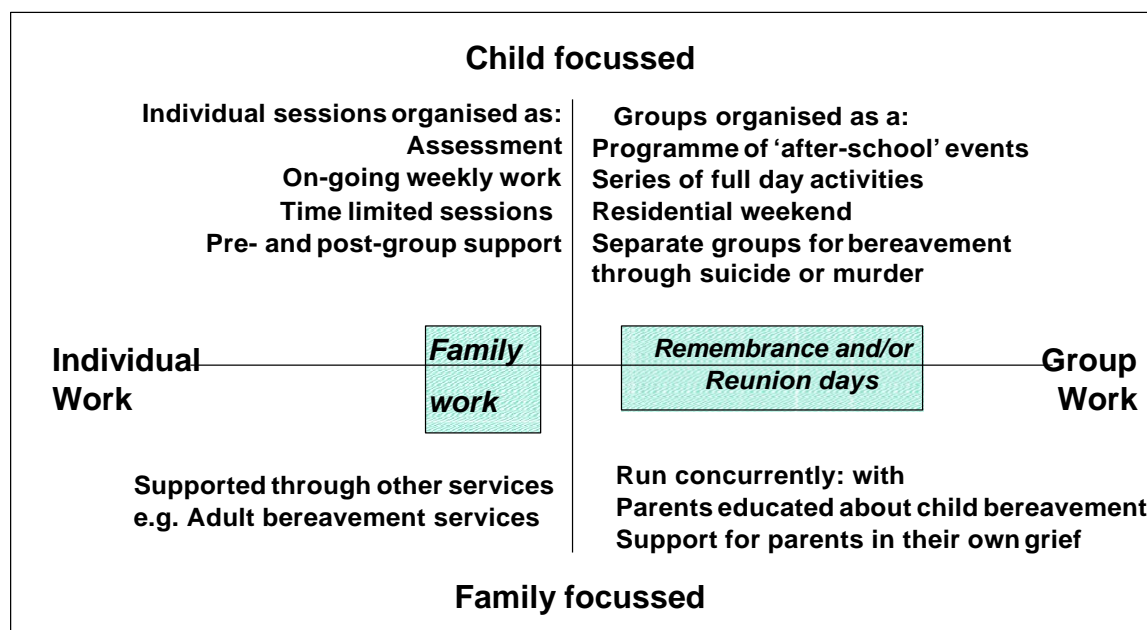 Child focussed
Individual sessions organised as:
Assessment
On-going weekly work
Time limited sessions
Pre- and post-group support
Groups organised as a:
Programme of ‘after-school’ events
Series of full day activities
Residential weekend
Separate groups for bereavement
through suicide or murder
Individual
Work
Family
work
Remembrance and/or
Reunion days
Group
Work
Supported through other services
e.g. Adult bereavement services
Run concurrently: with
Parents educated about child bereavement
Support for parents in their own grief
Family focussed